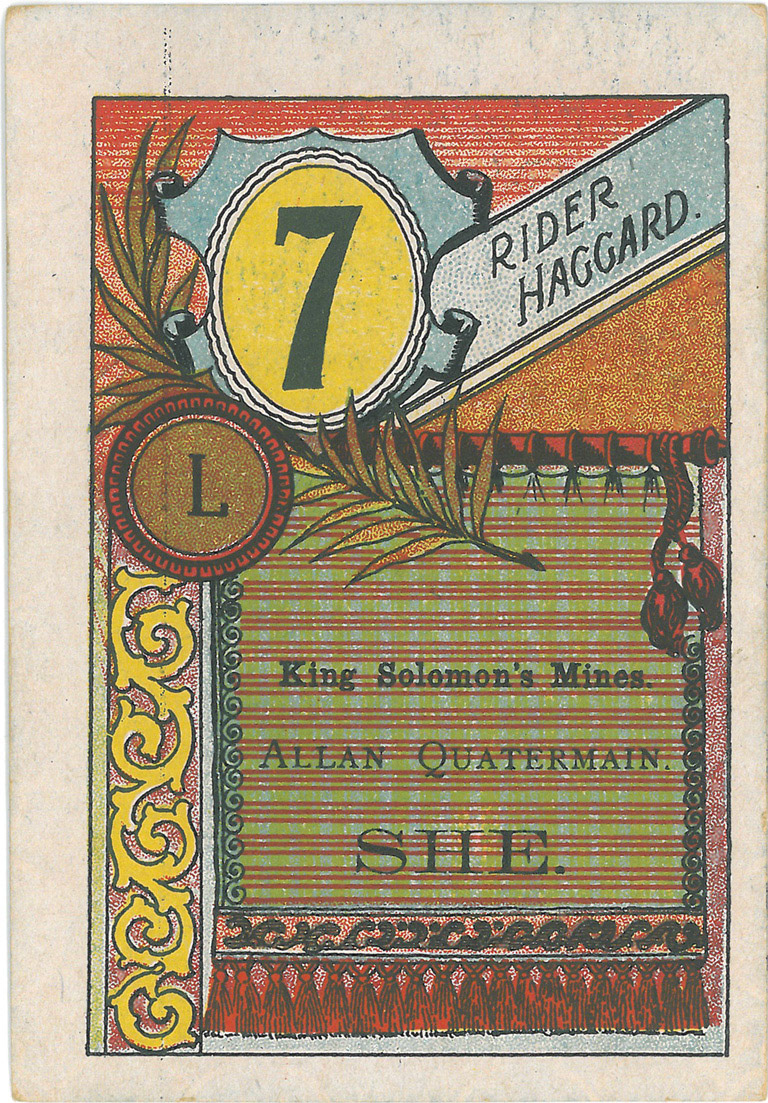 7
RIDER
HAGGARD.
L
King Solomon's Mines.
ALLAN QUATERMAIN.
SHE.